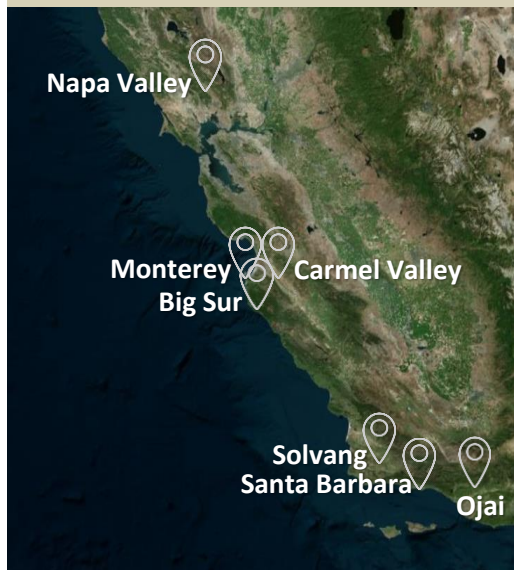 Napa Valley
Monterey
Carmel Valley
Big Sur
Solvang
Santa Barbara
Ojai